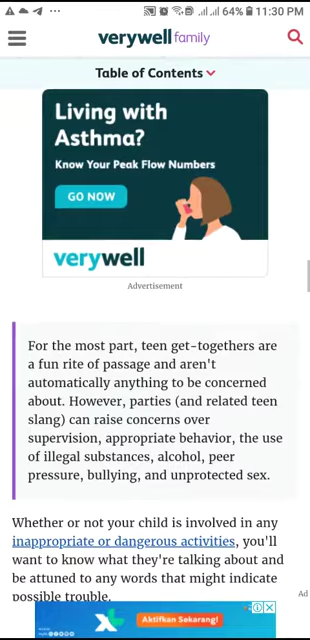 64% 11:30 PM
verywell family
Table of Contents
Living with
Asthma?
Know Your Peak Flow Numbers
GO NOW
verywell
Advertisement
For the most part, teen get-togethers are
a fun rite of passage and aren't
automatically anything to be concerned
about. However, parties (and related teen
slang) can raise concerns over
supervision, appropriate behavior, the use
of illegal substances, alcohol, peer
pressure, bullying, and unprotected sex.
Whether or not your child is involved in any
inappropriate or dangerous activities, you'll
want to know what they're talking about and
be attuned to any words that might indicate
possible trouble.
Ad
XL
Aktifkan Sekarang!